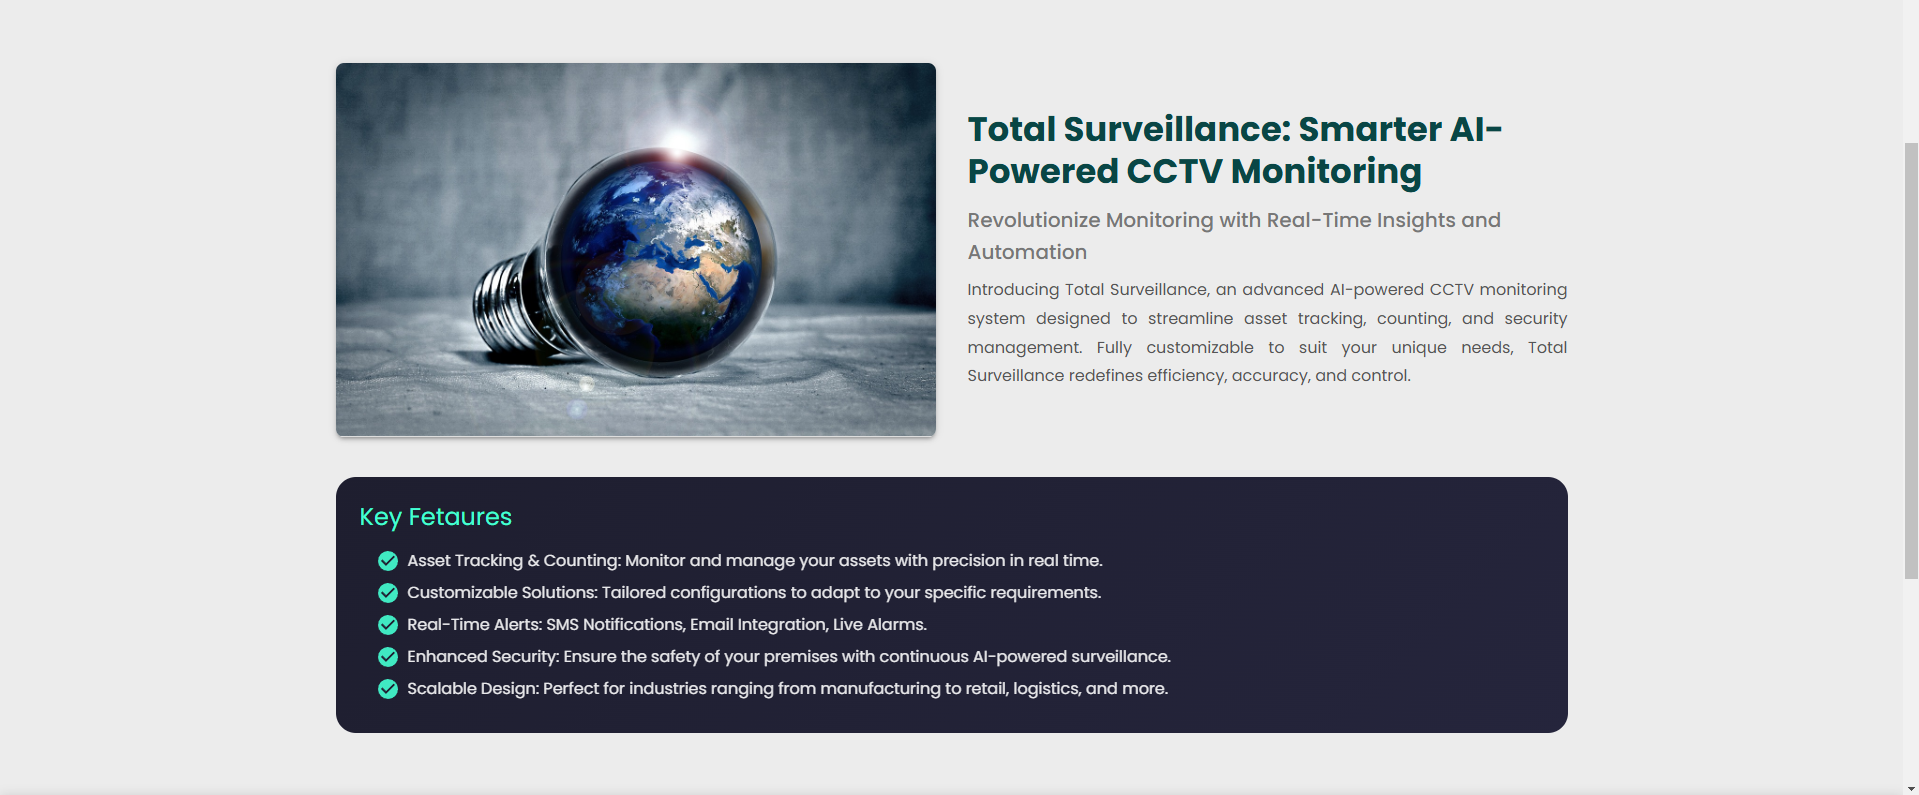 Total Surveillance: Smarter AI-
Powered CCTV Monitoring
Revolutionize Monitoring with Real-Time Insights and
Automation
Introducing Total Surveillance, an advanced AI-powered CCTV monitoring
system designed to streamline asset tracking, counting, and security
management. Fully customizable to suit your unique needs, Total
Surveillance redefines efficiency, accuracy, and control.
Key Fetaures
Asset Tracking & Counting: Monitor and manage your assets with precision in real time.
Customizable Solutions: Tailored configurations to adapt to your specific requirements.
Real-Time Alerts: SMS Notifications, Email Integration, Live Alarms.
Enhanced Security: Ensure the safety of your premises with continuous AI-powered surveillance.
Scalable Design: Perfect for industries ranging from manufacturing to retail, logistics, and more.